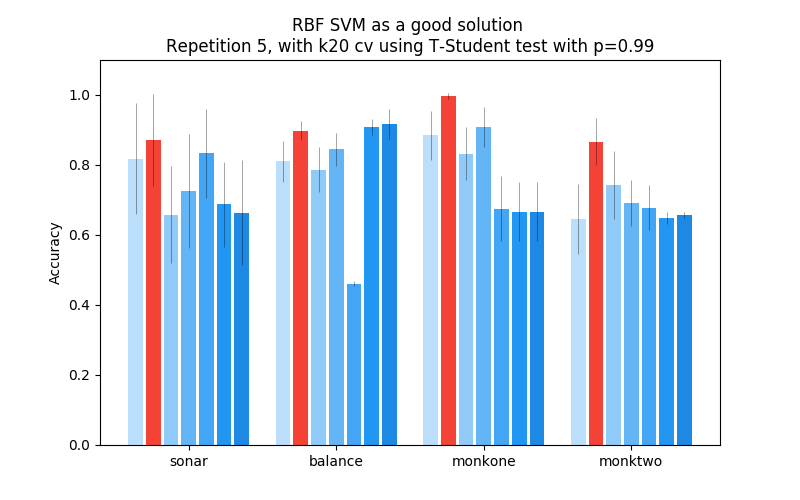 RBF SVM as a good solution
Repetition 5, with k20 cv using T-Student test with p=0.99
1.0
0.8
0.6
0.4
0.2
0.0
Accuracy
sonar balance monkone monktwo